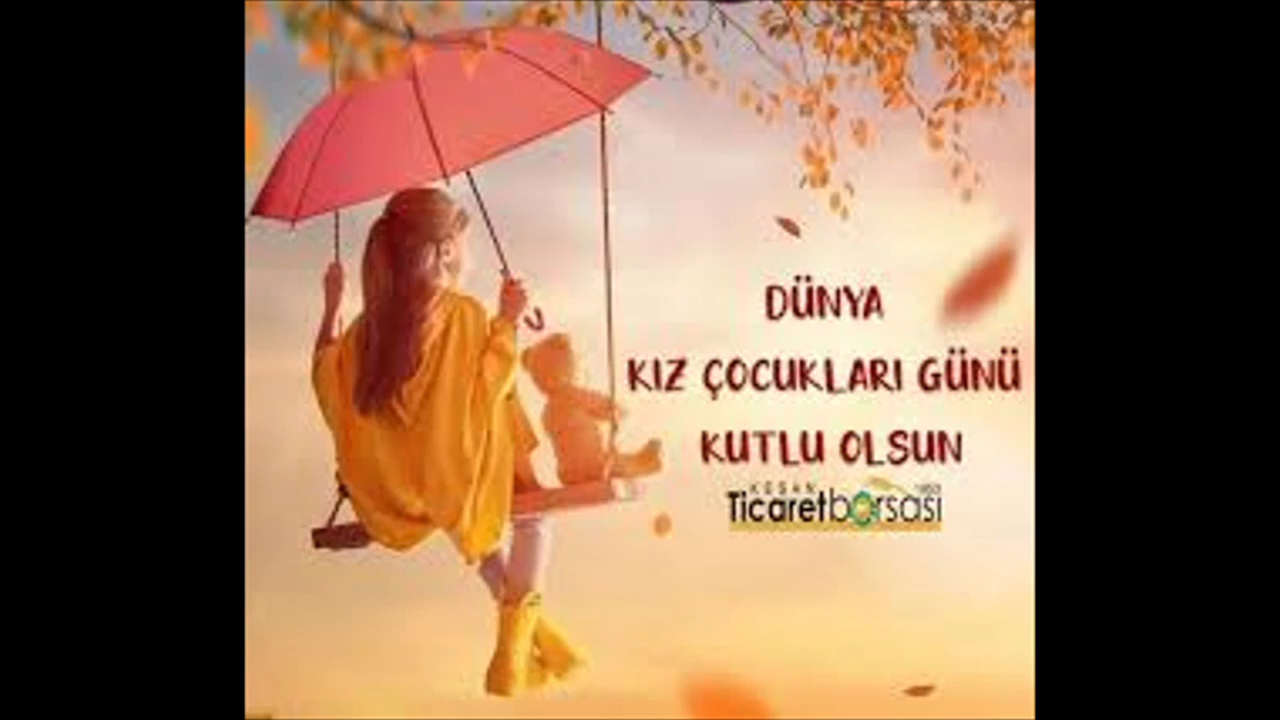 DÜNYA
KIZ ÇOCUKLARI GÜNÜ
KUTLU OLSUN
KEŞAN
Ticaretborsası